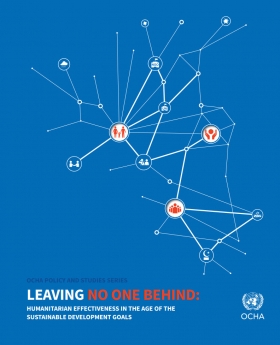 OCHA POLICY AND STUDIES SERIES
LEAVING NO ONE BEHIND:
HUMANITARIAN EFFECTIVENESS IN THE AGE OF THE
SUSTAINABLE DEVELOPMENT GOALS
OCHA